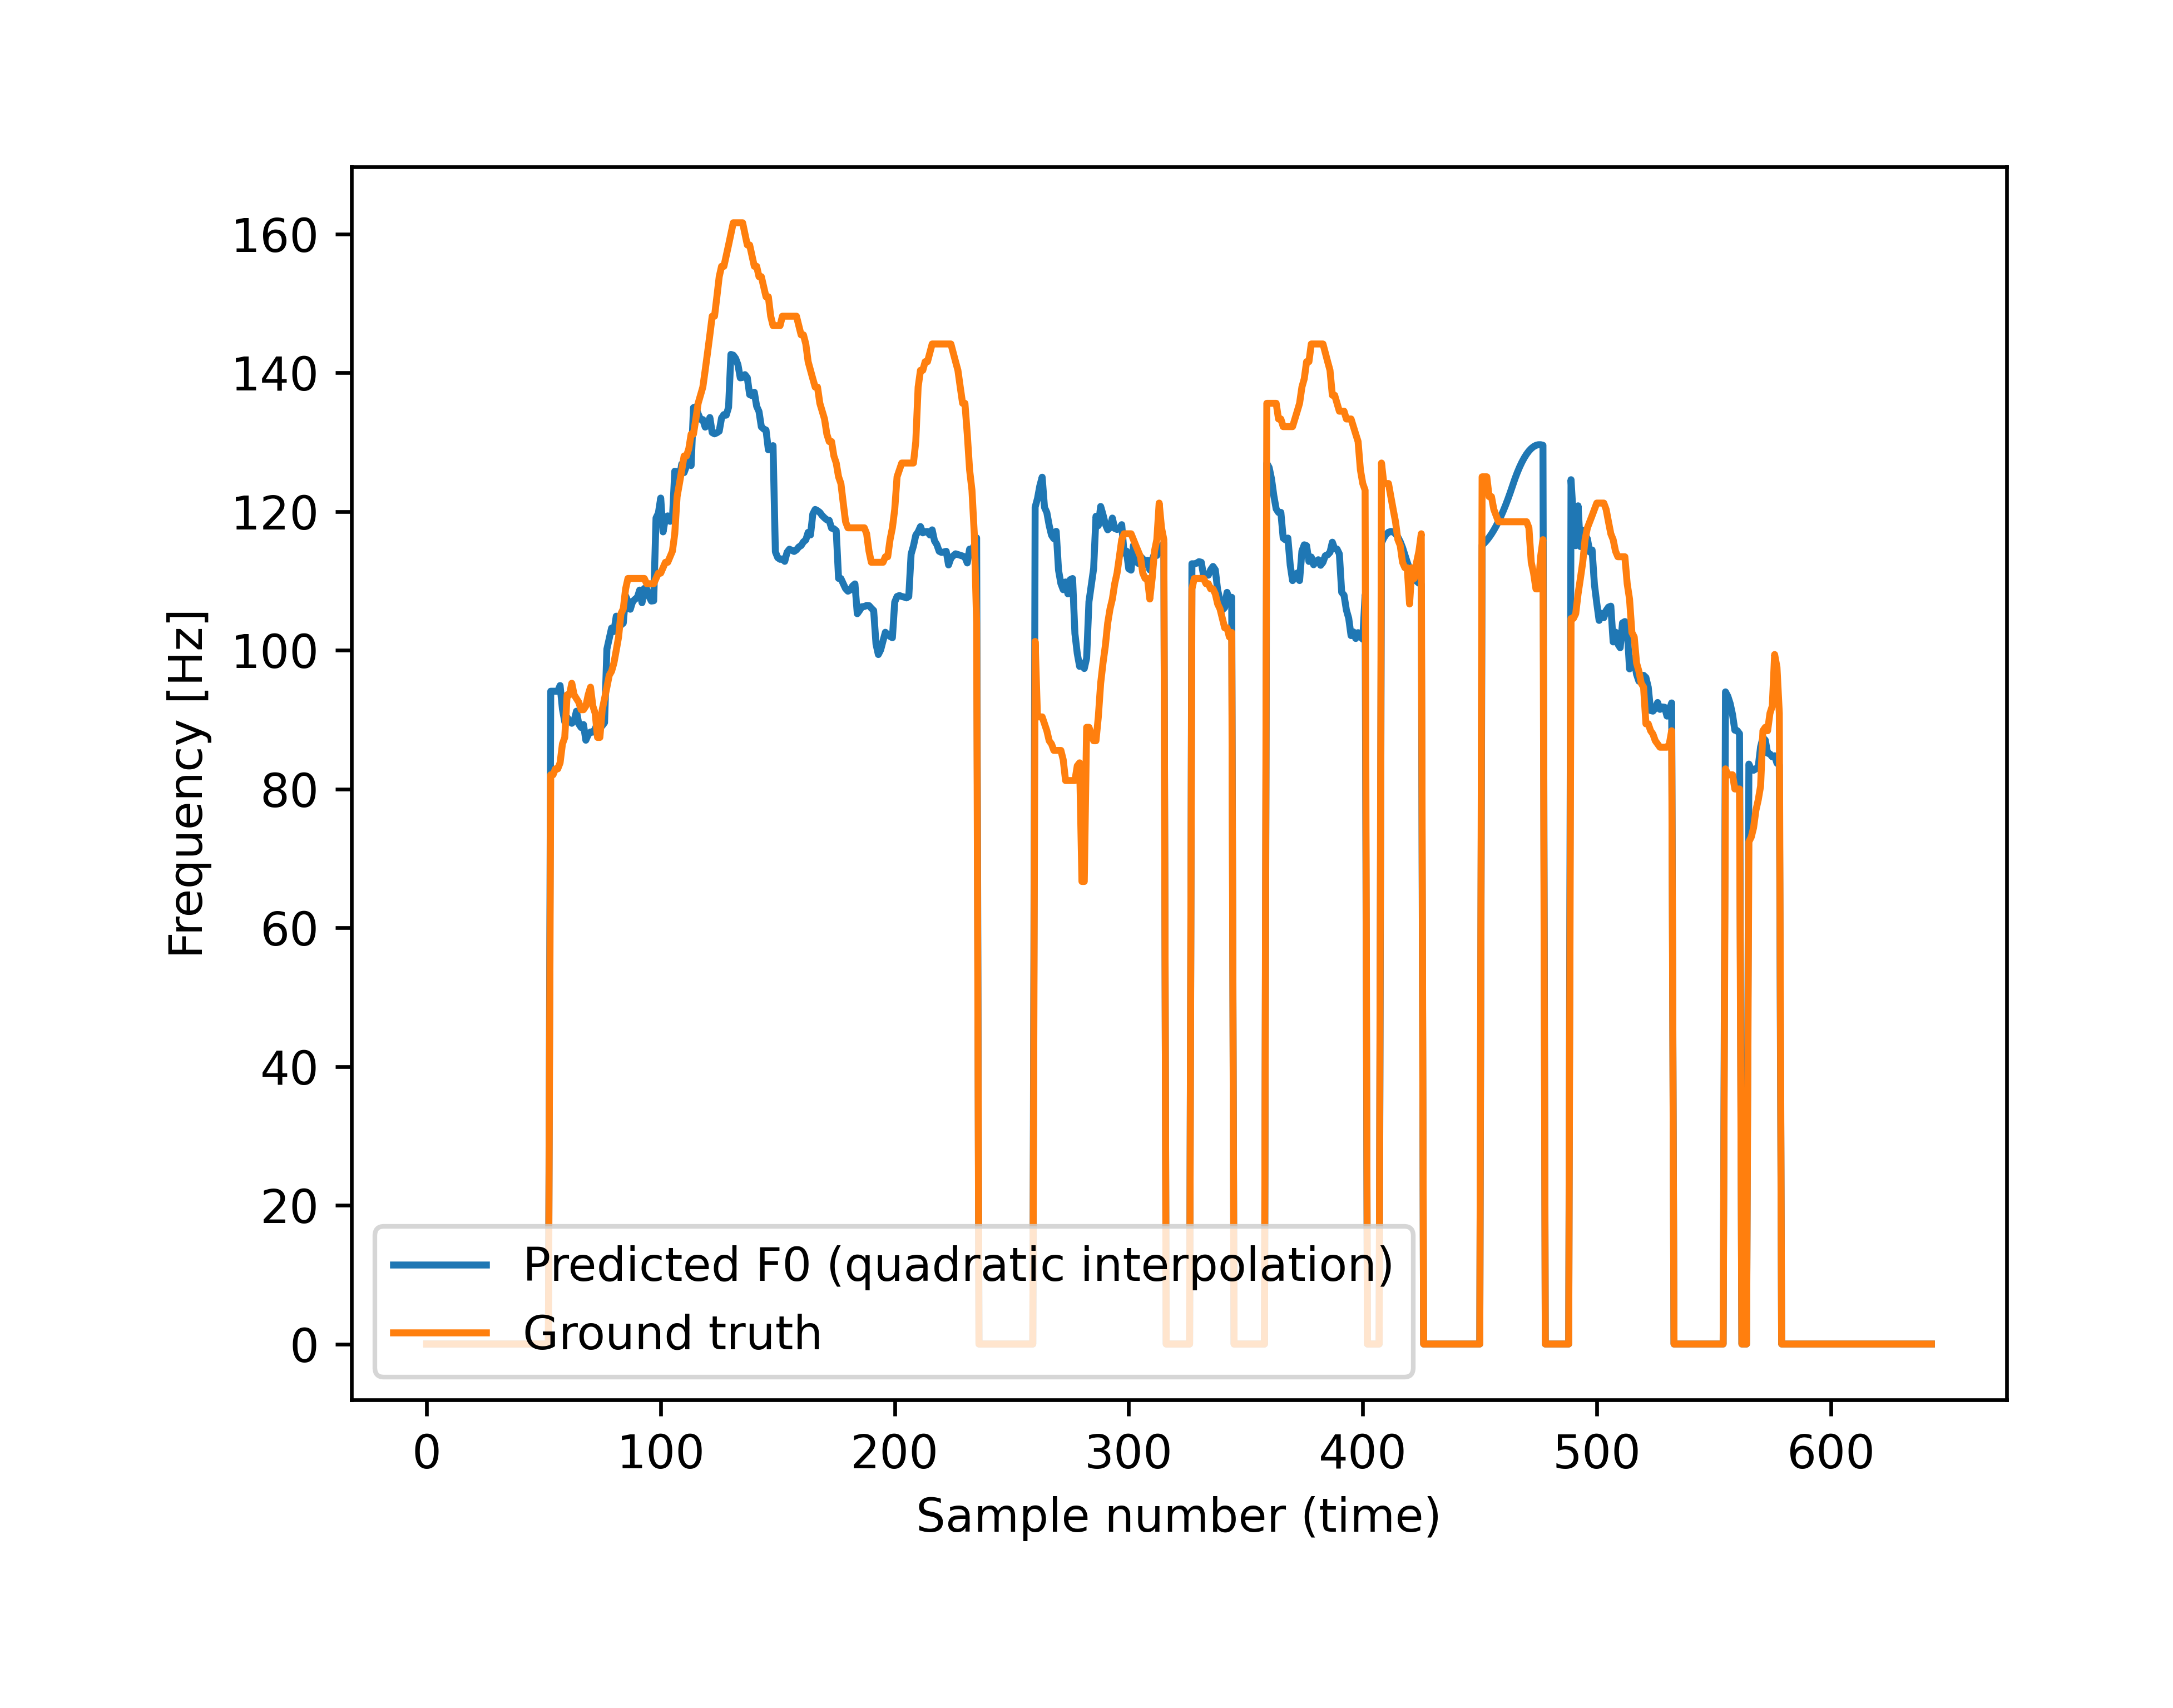 160
140
120
100
80
60
40
20
0
Frequency [Hz]
Predicted F0 (quadratic interpolation)
Ground truth
0 100 200 300 400 500 600
Sample number (time)